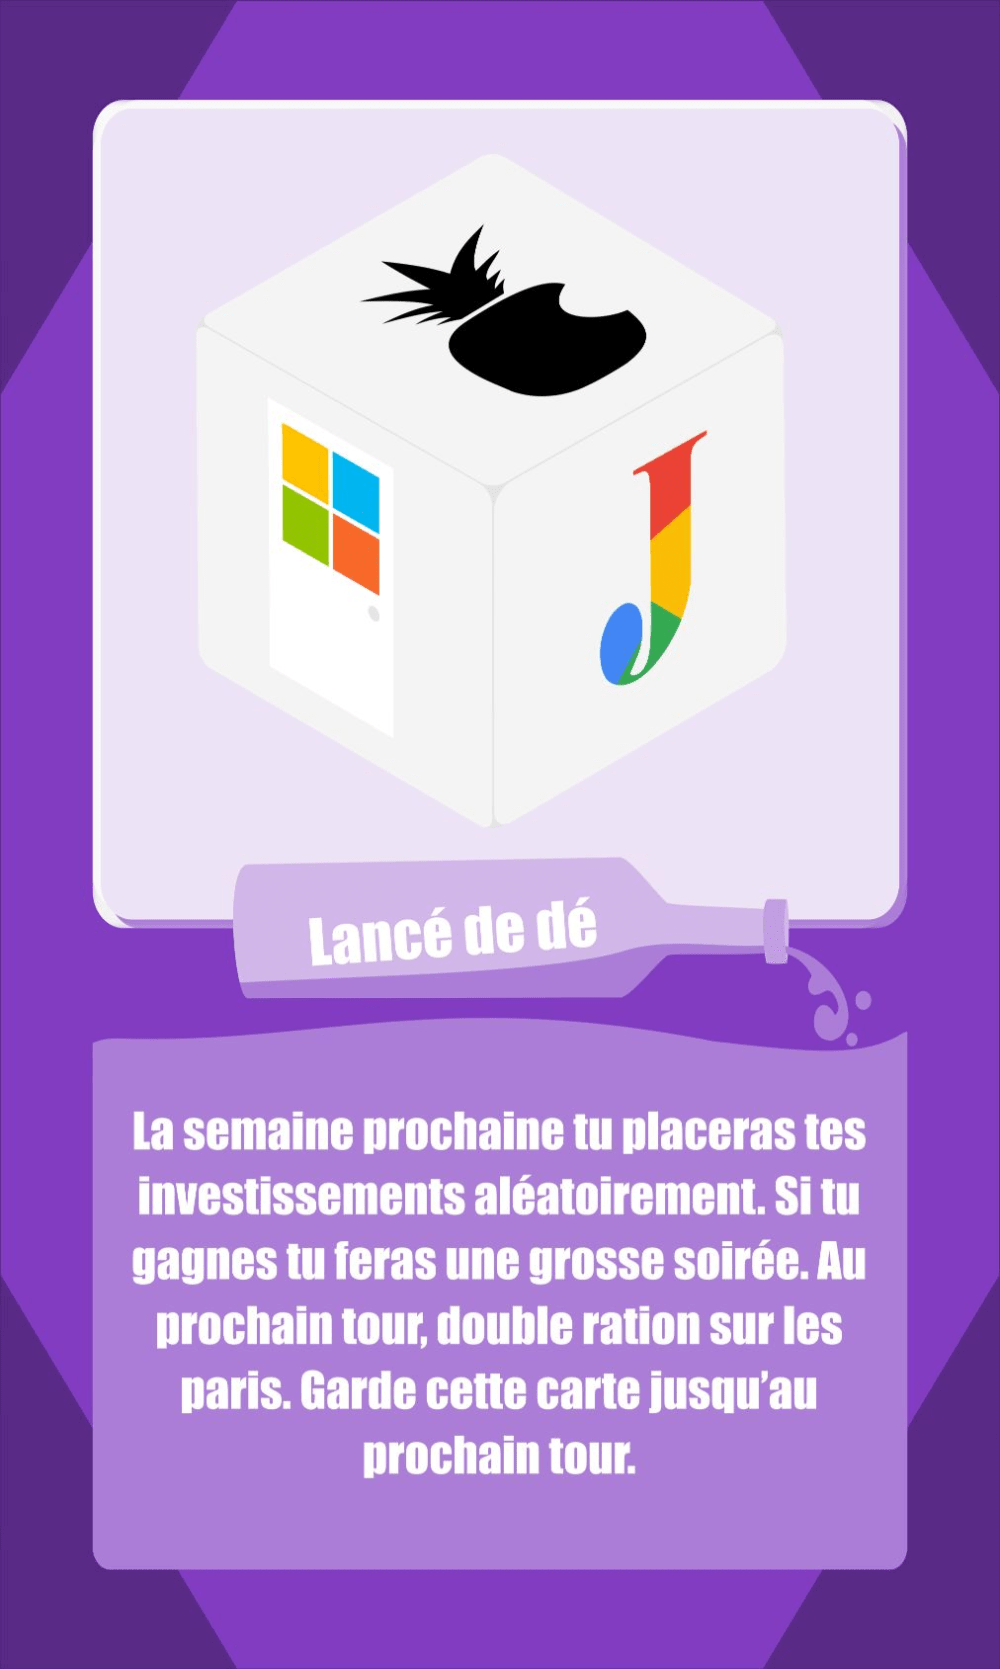 J
Lancé de dé
La semaine prochaine tu placeras tes
investissements aléatoirement. Si tu
gagnes tu feras une grosse soirée. Au
prochain tour, double ration sur les
paris. Garde cette carte jusqu’au
prochain tour.